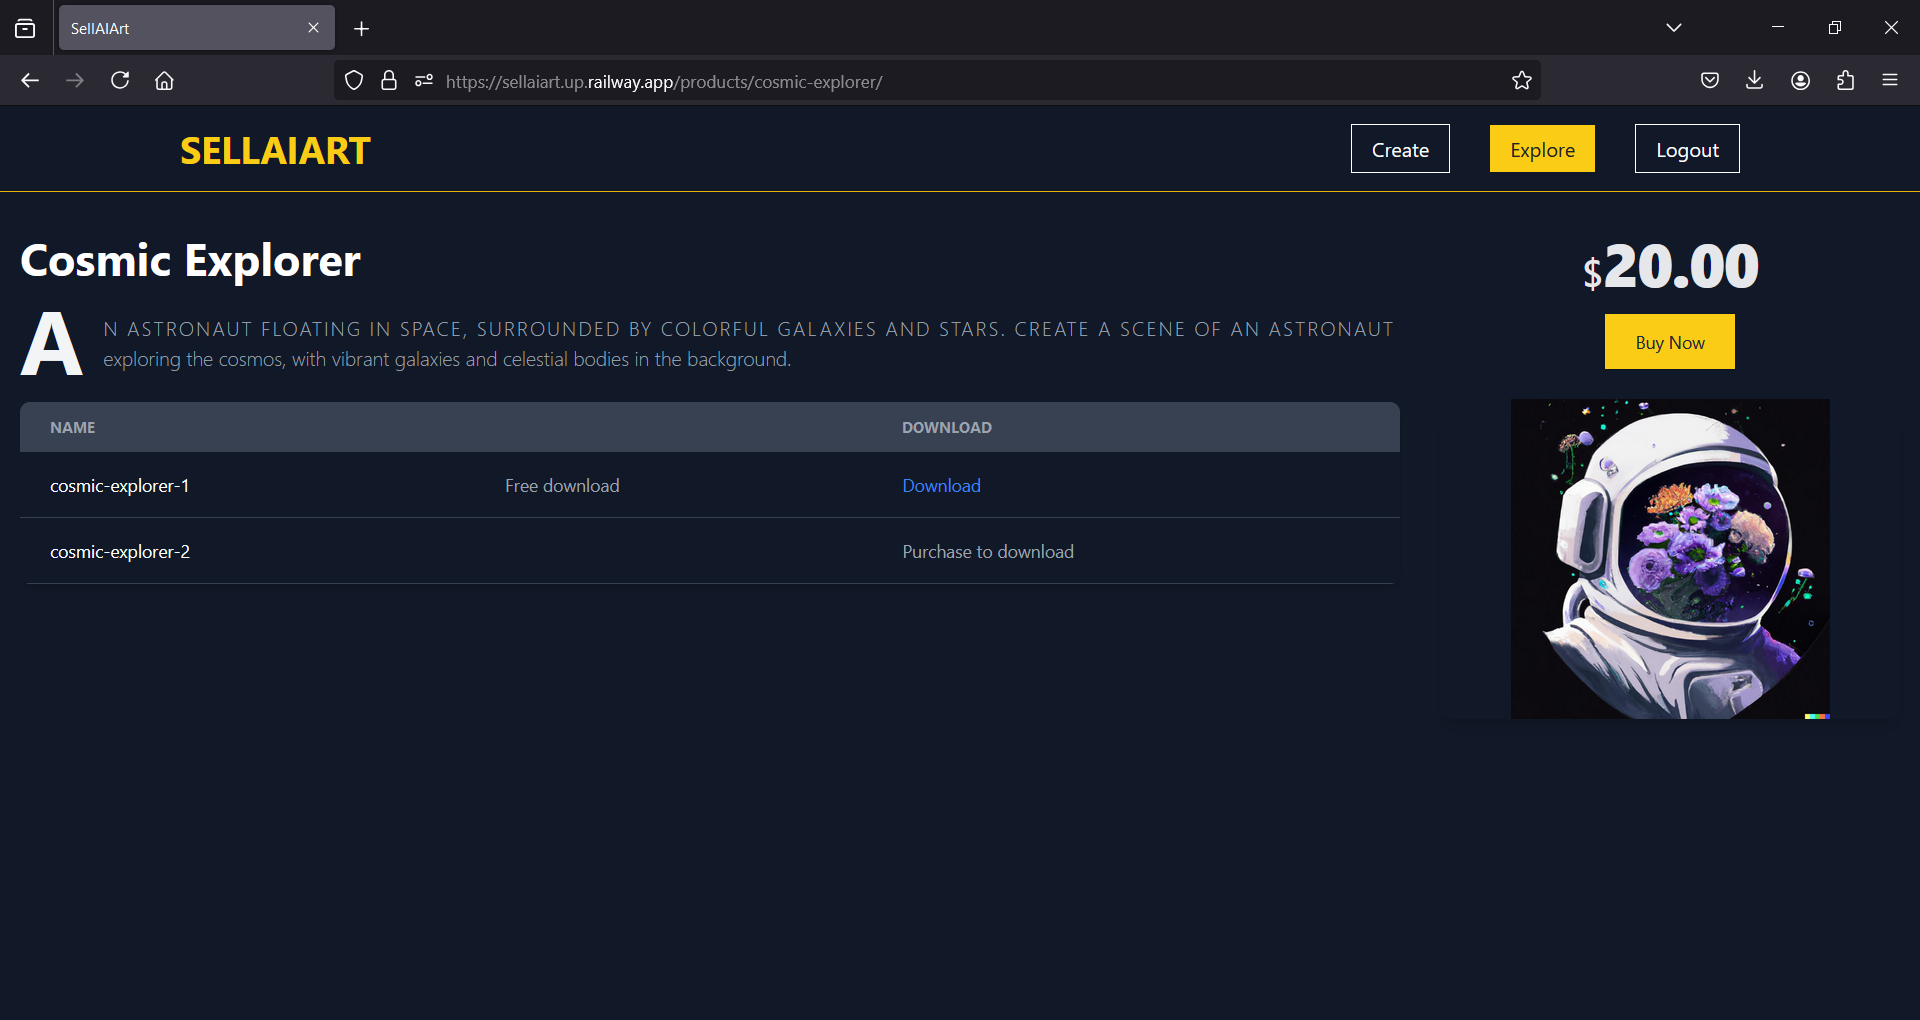 SellAIArt
https://sellaiart.up.railway.app/products/cosmic-explorer/
SELLAIART
Create
Explore
Logout
Cosmic Explorer
AN ASTRONAUT FLOATING IN SPACE, SURROUNDED BY COLORFUL GALAXIES AND STARS. CREATE A SCENE OF AN ASTRONAUT
exploring the cosmos, with vibrant galaxies and celestial bodies in the background.
$20.00
Buy Now
NAME DOWNLOAD
cosmic-explorer-1 Free download Download
cosmic-explorer-2 Purchase to download